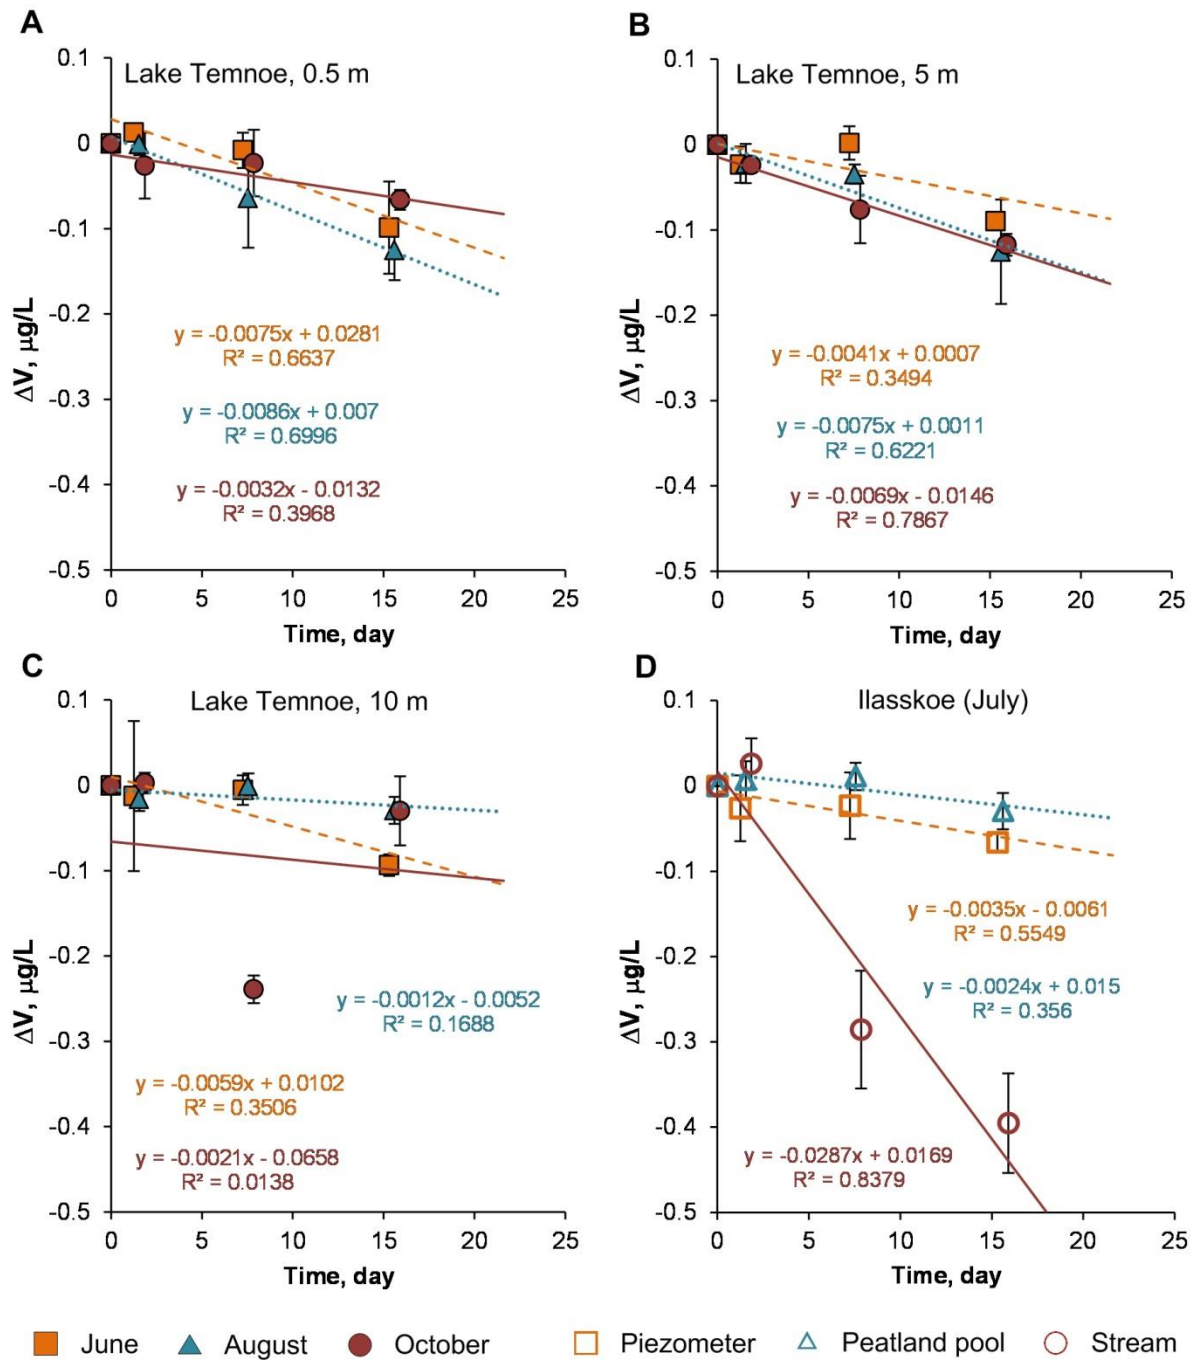 A
Lake Temnoe, 0.5 m
0.1
0
-0.1
-0.2
-0.3
-0.4
-0.5
ΔV, µg/L
y = -0.0075x + 0.0281
R² = 0.6637
y = -0.0086x + 0.007
R² = 0.6996
y = -0.0032x - 0.0132
R² = 0.3968
0 5 10 15 20 25
Time, day
B
Lake Temnoe, 5 m
0.1
0
-0.1
-0.2
-0.3
-0.4
-0.5
ΔV, µg/L
y = -0.0041x + 0.0007
R² = 0.3494
y = -0.0075x + 0.0011
R² = 0.6221
y = -0.0069x - 0.0146
R² = 0.7867
0 5 10 15 20 25
Time, day
C
Lake Temnoe, 10 m
0.1
0
-0.1
-0.2
-0.3
-0.4
-0.5
ΔV, µg/L
y = -0.0012x - 0.0052
R² = 0.1688
y = -0.0059x + 0.0102
R² = 0.3506
y = -0.0021x - 0.0658
R² = 0.0138
0 5 10 15 20 25
Time, day
D
Ilasskoe (July)
0.1
0
-0.1
-0.2
-0.3
-0.4
-0.5
ΔV, µg/L
y = -0.0035x - 0.0061
R² = 0.5549
y = -0.0024x + 0.015
R² = 0.356
y = -0.0287x + 0.0169
R² = 0.8379
0 5 10 15 20 25
Time, day
June August October Piezometer Peatland pool Stream